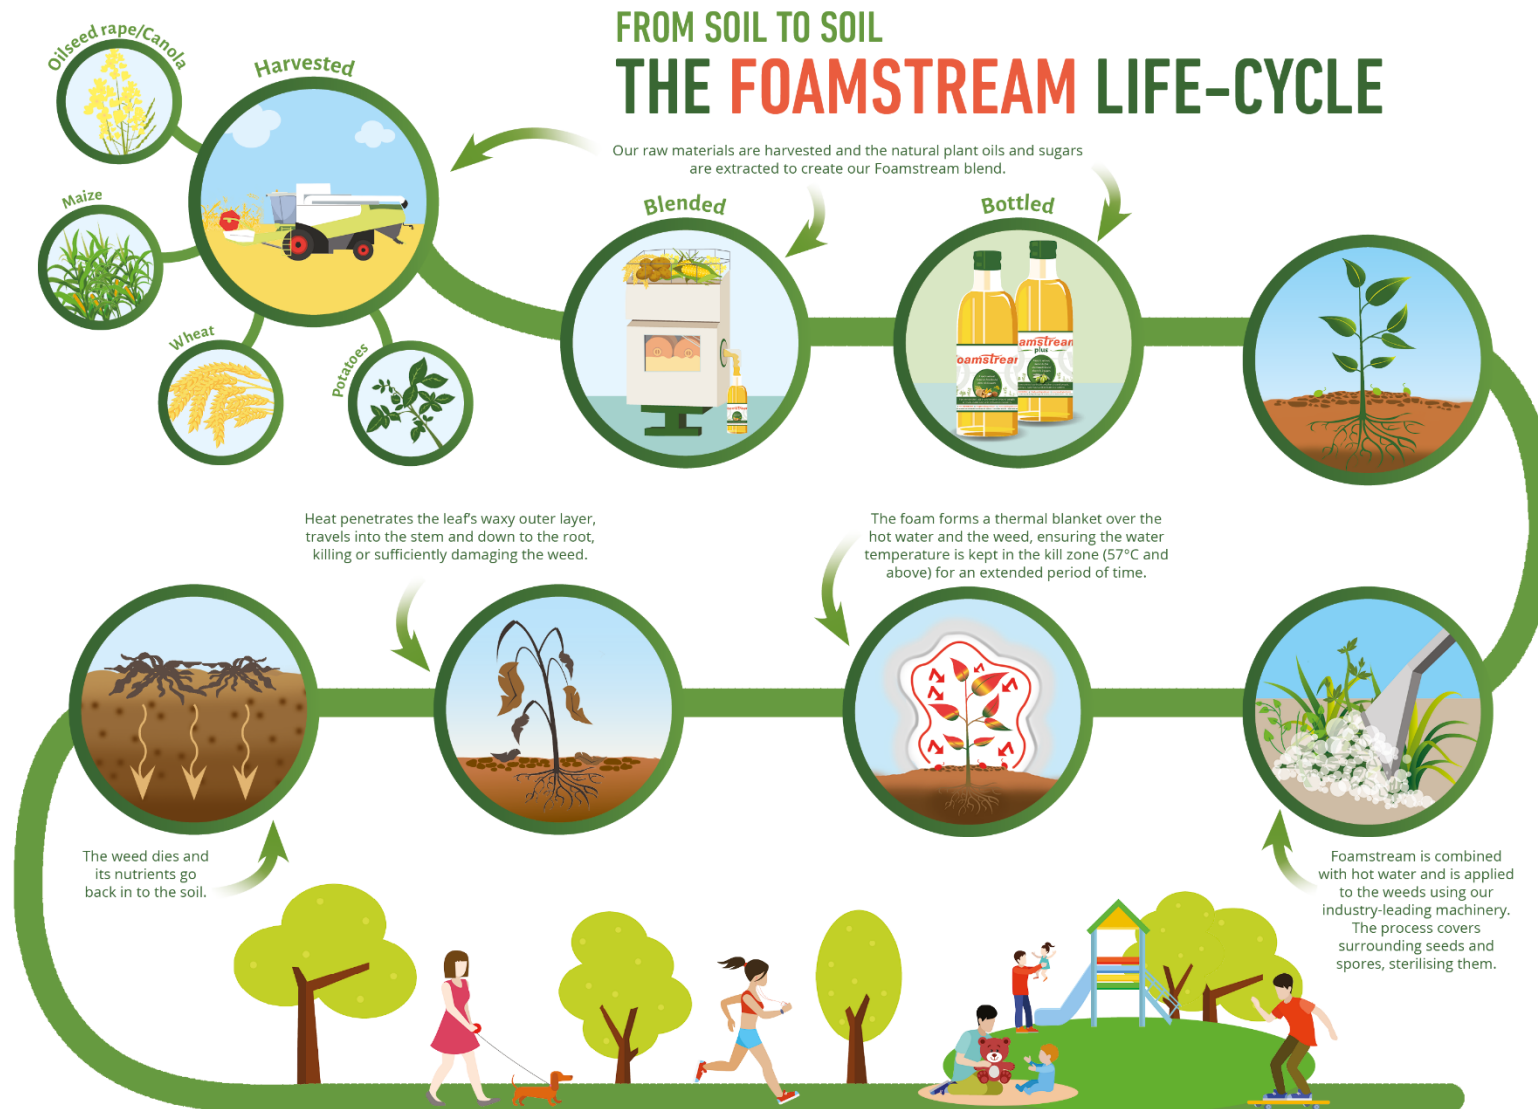 FROM SOIL TO SOIL
THE FOAMSTREAM LIFE-CYCLE
Our raw materials are harvested and the natural plant oils and sugars
are extracted to create our Foamstream blend.
Oilseed rape/Canola
Harvested
Maize
Wheat
Potatoes
Blended
Bottled
oamstrear
amstrear
plus
Heat penetrates the leaf's waxy outer layer,
travels into the stem and down to the root,
killing or sufficiently damaging the weed.
The foam forms a thermal blanket over the
hot water and the weed, ensuring the water
temperature is kept in the kill zone (57°C and
above) for an extended period of time.
The weed dies and
its nutrients go
back in to the soil.
Foamstream is combined
with hot water and is applied
to the weeds using our
industry-leading machinery.
The process covers
surrounding seeds and
spores, sterilising them.